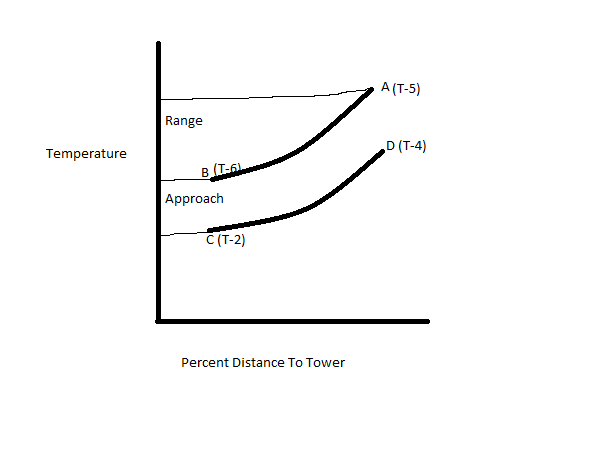 A (T-5)
Range
D (T-4)
Temperature
B (T-6)
Approach
C (T-2)
Percent Distance To Tower